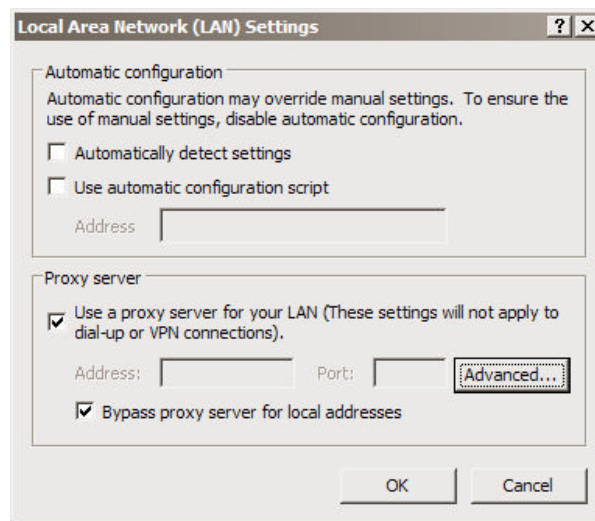 Local Area Network (LAN) Settings
Automatic configuration
Automatic configuration may override manual settings. To ensure the
use of manual settings, disable automatic configuration.
Automatically detect settings
Use automatic configuration script
Address
Proxy server
Use a proxy server for your LAN (These settings will not apply to
dial-up or VPN connections).
Address: Port: Advanced...
Bypass proxy server for local addresses
OK Cancel